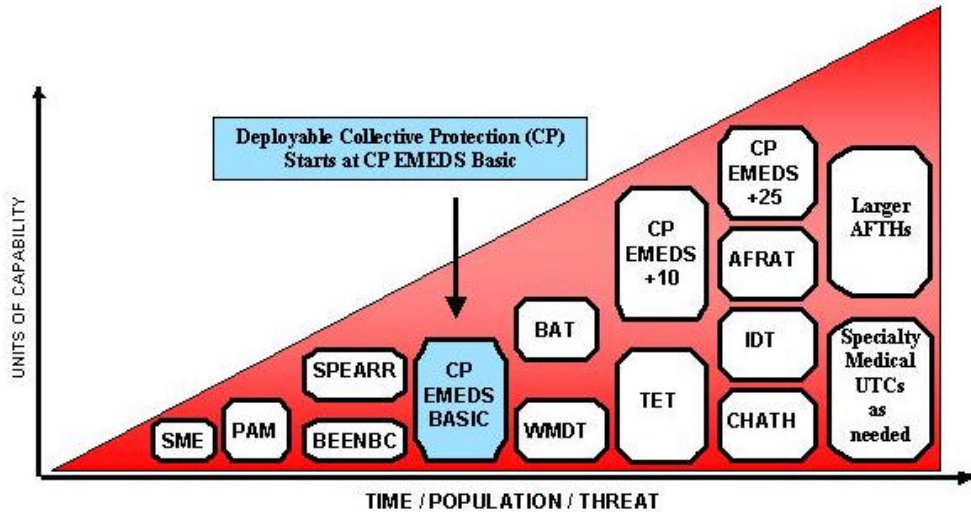 Deployable Collective Protection (CP)
Starts at CP EMEDS Basic
UNITS OF CAPABILITY
SME
PAM
SPEARR
BEENBC
CP
EMEDS
BASIC
BAT
WMDT
CP
EMEDS
+10
TET
CP
EMEDS
+25
AFRAT
IDT
CHATH
Larger
AFTHs
Specialty
Medical
UTCs
as
needed
TIME / POPULATION / THREAT